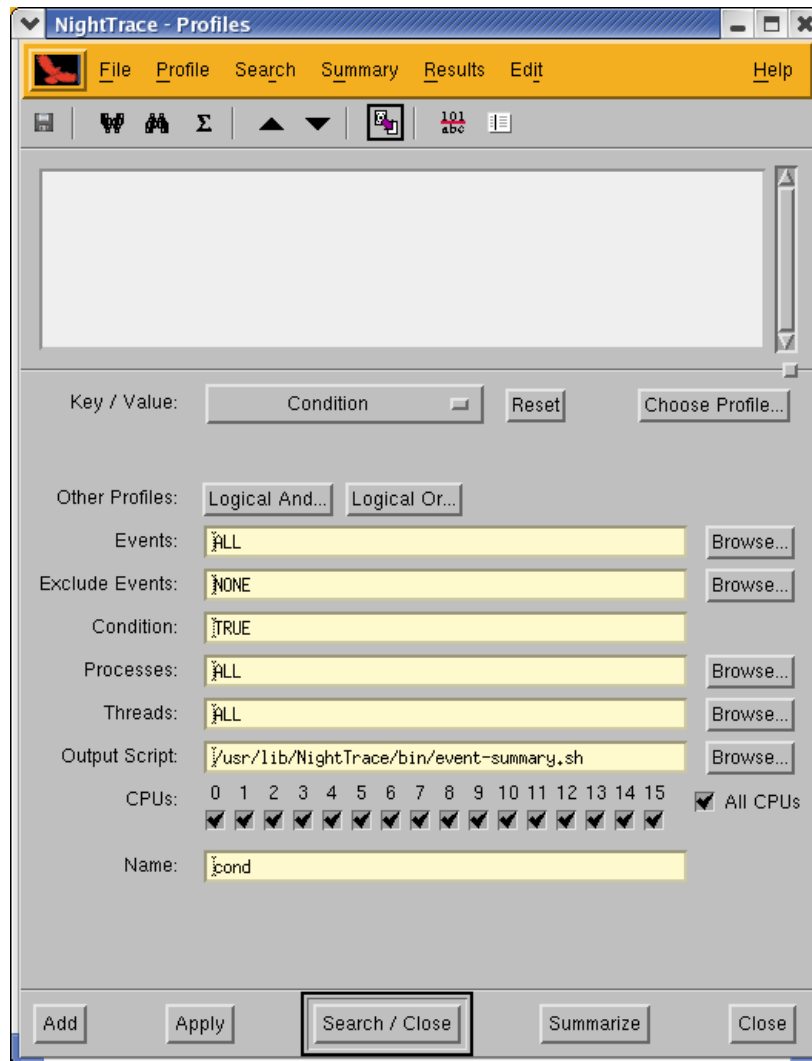 NightTrace - Profiles
File Profile Search Summary Results Edit Help
Σ 101 abc
Key / Value: Condition Reset Choose Profile...
Other Profiles: Logical And... Logical Or...
Events: ALL Browse...
Exclude Events: NONE Browse...
Condition: TRUE
Processes: ALL Browse...
Threads: ALL Browse...
Output Script: /usr/lib/NightTrace/bin/event-summary.sh Browse...
CPUs: 0 1 2 3 4 5 6 7 8 9 10 11 12 13 14 15 All CPUs
Name: cond
Add Apply Search / Close Summarize Close